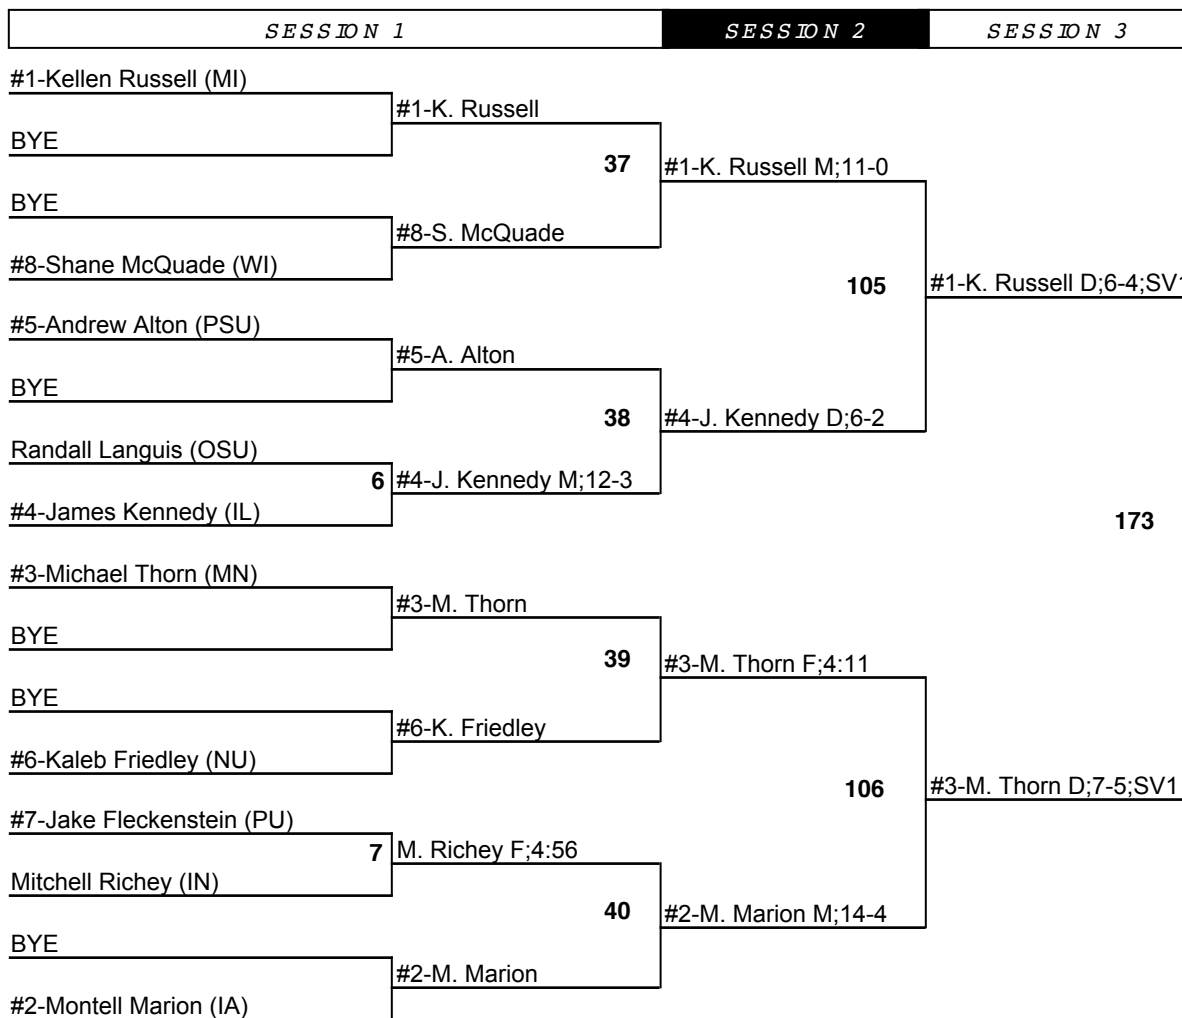 SESSION 1 SESSION 2 SESSION 3
#1-Kellen Russell (MI)
#1-K. Russell
BYE
37 #1-K. Russell M;11-0
BYE
#8-S. McQuade
#8-Shane McQuade (WI)
105 #1-K. Russell D;6-4;SV1
#5-Andrew Alton (PSU)
#5-A. Alton
BYE
38 #4-J. Kennedy D;6-2
Randall Languis (OSU)
6 #4-J. Kennedy M;12-3
#4-James Kennedy (IL)
173
#3-Michael Thorn (MN)
#3-M. Thorn
BYE
39 #3-M. Thorn F;4:11
BYE
#6-K. Friedley
#6-Kaleb Friedley (NU)
106 #3-M. Thorn D;7-5;SV1
#7-Jake Fleckenstein (PU)
7 M. Richey F;4:56
Mitchell Richey (IN)
40 #2-M. Marion M;14-4
BYE
#2-M. Marion
#2-Montell Marion (IA)